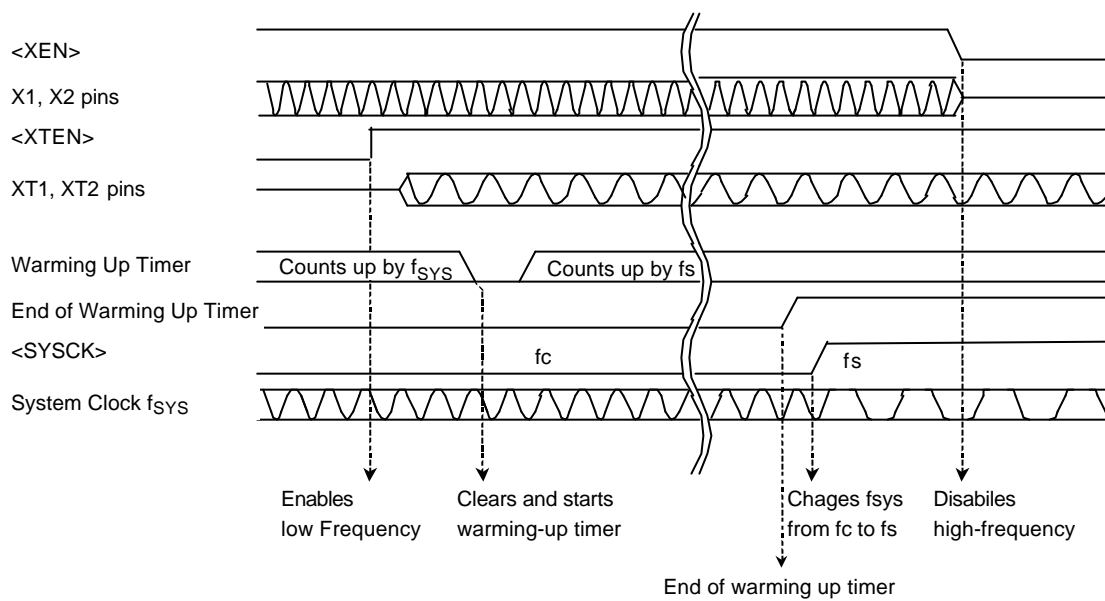 <XEN>
X1, X2 pins
<XTEN>
XT1, XT2 pins
Warming Up Timer
Counts up by fSYS
Counts up by fs
End of Warming Up Timer
<SYSCK>
fc
fs
System Clock fSYS
Enables
low Frequency
Clears and starts
warming-up timer
Chages fsys
from fc to fs
Disabiles
high-frequency
End of warming up timer